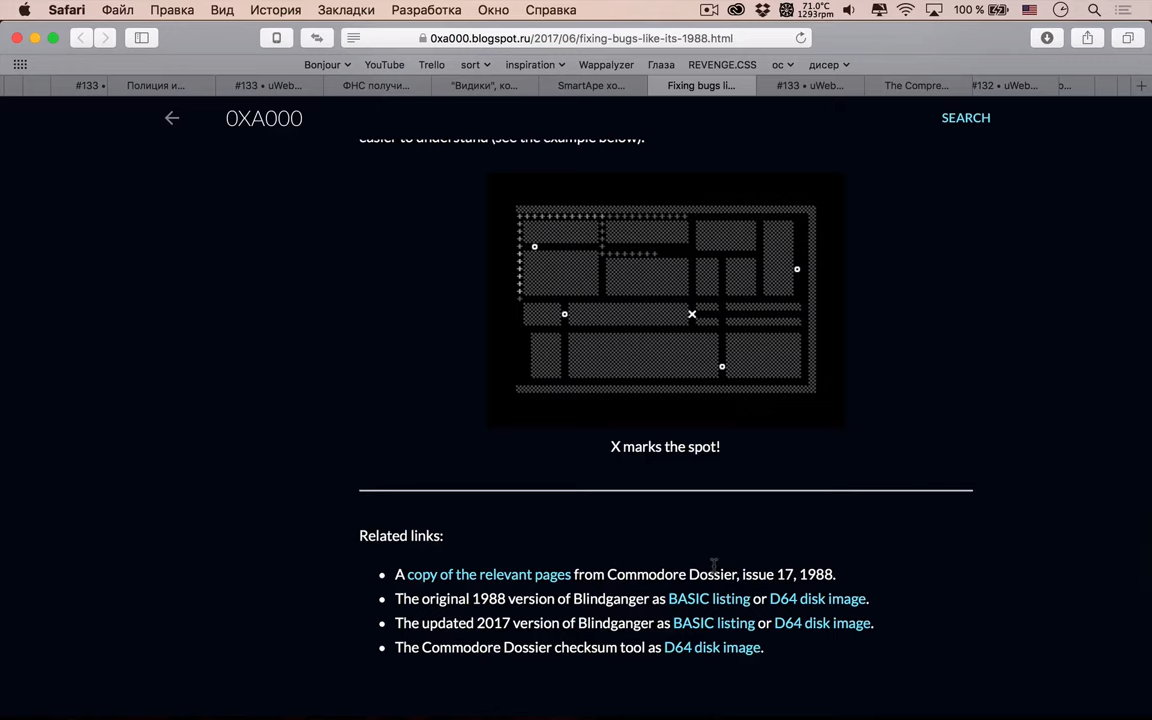 Safari Файл Правка Вид История Закладки Разработка Окно Справка 71.0°C 1293rpm 100 %
0xa000.blogspot.ru/2017/06/fixing-bugs-like-its-1988.html
Bonjour YouTube Trello sort inspiration Wappalyzer Глаза REVENGE.CSS ос дисер
#133 • Полиция и... #133 • uWeb... ФНС получи... "Видики", ко... SmartApe хо... Fixing bugs li... #133 • uWeb... The Compre... #132 • uWeb...
0XA000 SEARCH
easier to understand (see the example below).
X marks the spot!
Related links:
• A copy of the relevant pages from Commodore Dossier, issue 17, 1988.
• The original 1988 version of Blindganger as BASIC listing or D64 disk image.
• The updated 2017 version of Blindganger as BASIC listing or D64 disk image.
• The Commodore Dossier checksum tool as D64 disk image.